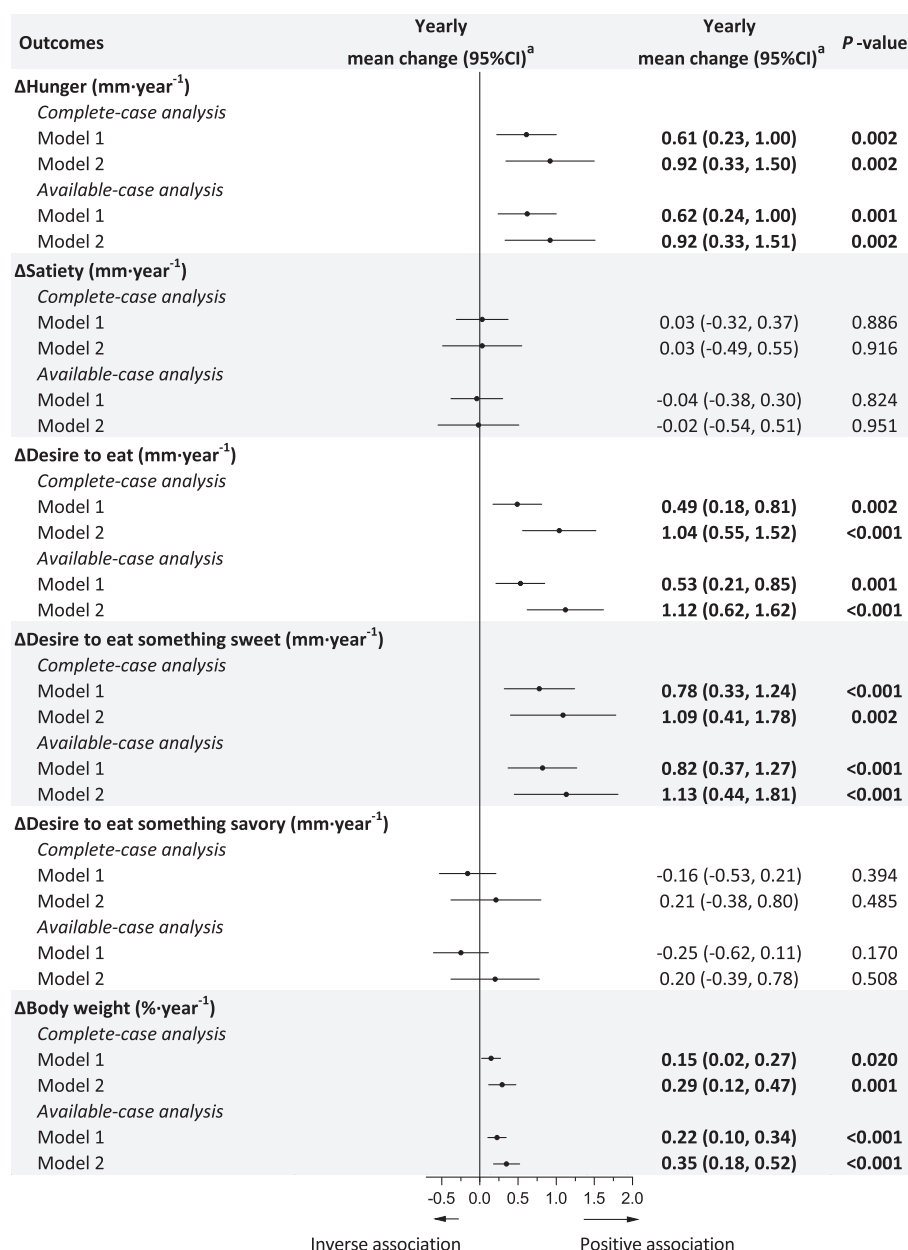 Outcomes Yearly mean change (95%CI)a Yearly mean change (95%CI)a P -value
ΔHunger (mm·year-1)
Complete-case analysis
Model 1 0.61 (0.23, 1.00) 0.002
Model 2 0.92 (0.33, 1.50) 0.002
Available-case analysis
Model 1 0.62 (0.24, 1.00) 0.001
Model 2 0.92 (0.33, 1.51) 0.002
ΔSatiety (mm·year-1)
Complete-case analysis
Model 1 0.03 (-0.32, 0.37) 0.886
Model 2 0.03 (-0.49, 0.55) 0.916
Available-case analysis
Model 1 -0.04 (-0.38, 0.30) 0.824
Model 2 -0.02 (-0.54, 0.51) 0.951
ΔDesire to eat (mm·year-1)
Complete-case analysis
Model 1 0.49 (0.18, 0.81) 0.002
Model 2 1.04 (0.55, 1.52) <0.001
Available-case analysis
Model 1 0.53 (0.21, 0.85) 0.001
Model 2 1.12 (0.62, 1.62) <0.001
ΔDesire to eat something sweet (mm·year-1)
Complete-case analysis
Model 1 0.78 (0.33, 1.24) <0.001
Model 2 1.09 (0.41, 1.78) 0.002
Available-case analysis
Model 1 0.82 (0.37, 1.27) <0.001
Model 2 1.13 (0.44, 1.81) <0.001
ΔDesire to eat something savory (mm·year-1)
Complete-case analysis
Model 1 -0.16 (-0.53, 0.21) 0.394
Model 2 0.21 (-0.38, 0.80) 0.485
Available-case analysis
Model 1 -0.25 (-0.62, 0.11) 0.170
Model 2 0.20 (-0.39, 0.78) 0.508
ΔBody weight (%·year-1)
Complete-case analysis
Model 1 0.15 (0.02, 0.27) 0.020
Model 2 0.29 (0.12, 0.47) 0.001
Available-case analysis
Model 1 0.22 (0.10, 0.34) <0.001
Model 2 0.35 (0.18, 0.52) <0.001
-0.5 0.0 0.5 1.0 1.5 2.0
Inverse association Positive association